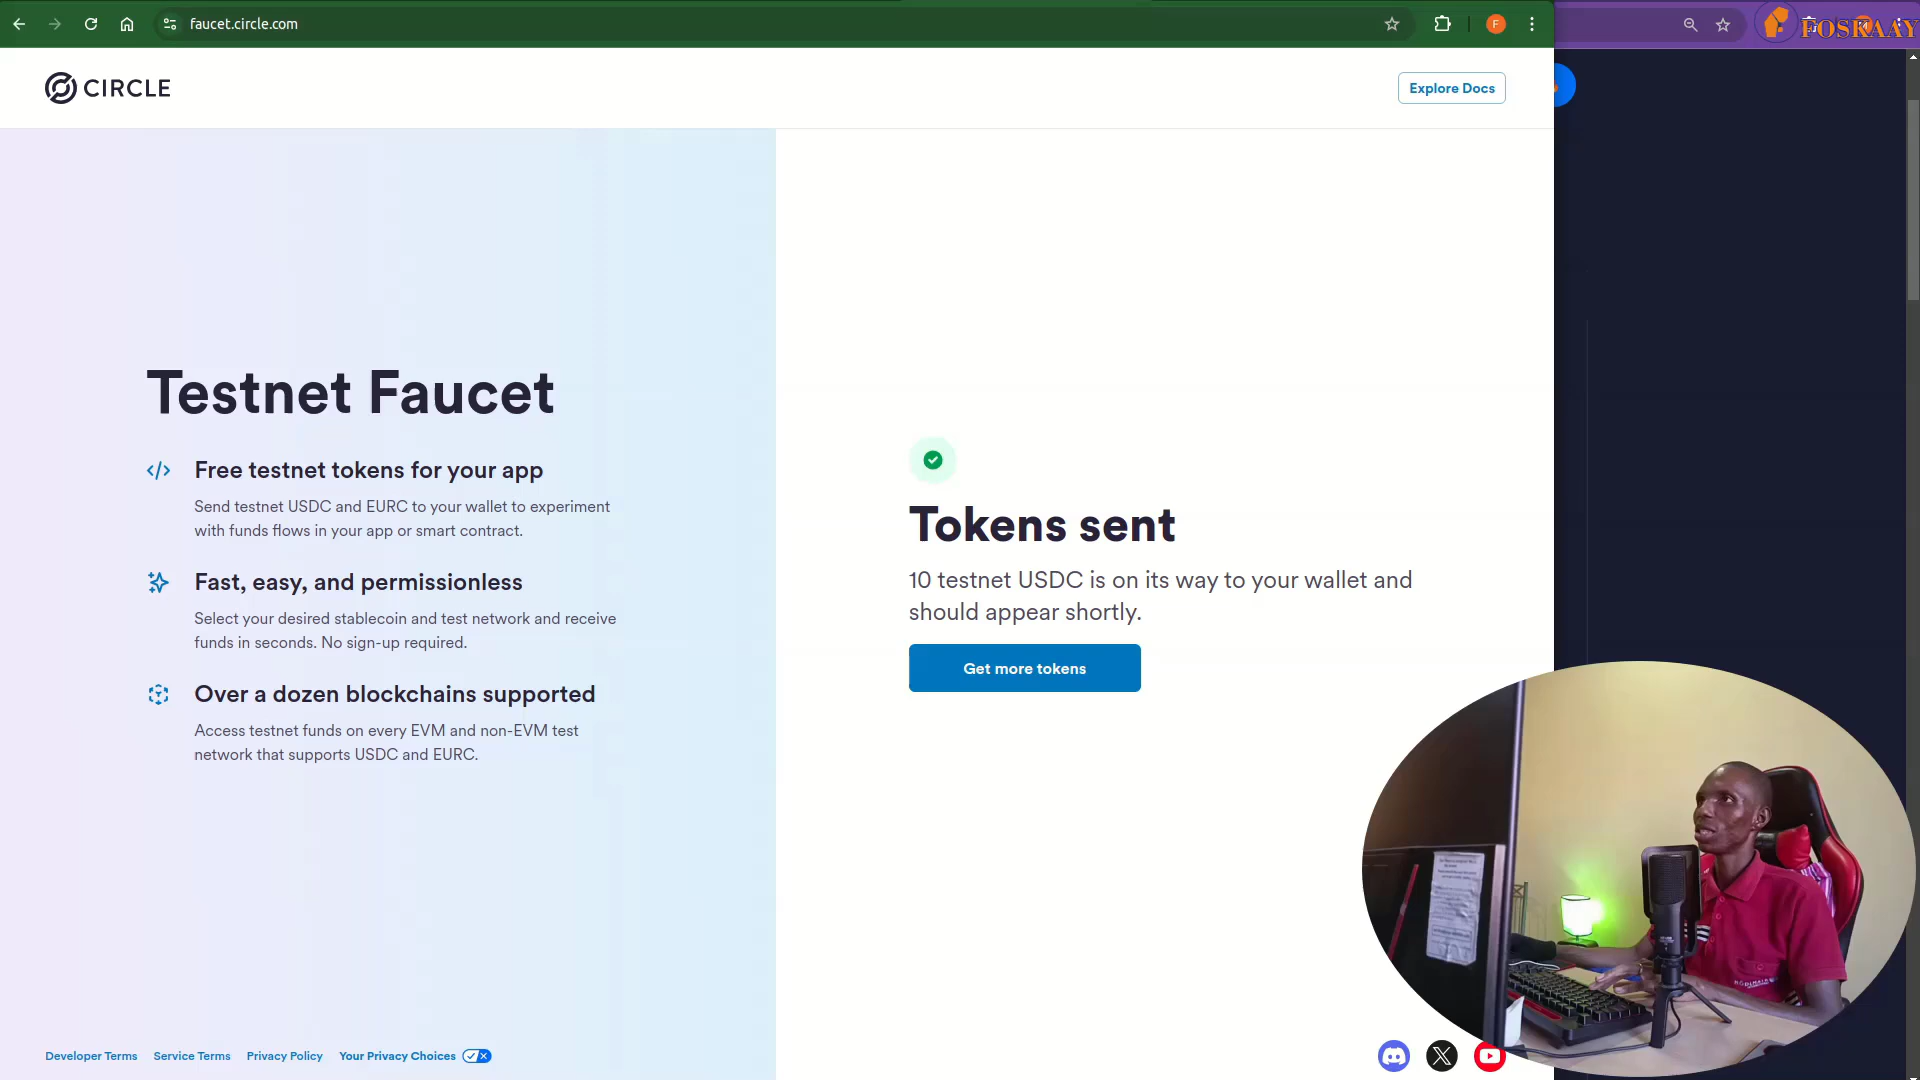 faucet.circle.com
FOSRAAY
CIRCLE
Explore Docs
Testnet Faucet
Free testnet tokens for your app
Send testnet USDC and EURC to your wallet to experiment
with funds flows in your app or smart contract.
Fast, easy, and permissionless
Select your desired stablecoin and test network and receive
funds in seconds. No sign-up required.
Over a dozen blockchains supported
Access testnet funds on every EVM and non-EVM test
network that supports USDC and EURC.
Tokens sent
10 testnet USDC is on its way to your wallet and
should appear shortly.
Get more tokens
Developer Terms
Service Terms
Privacy Policy
Your Privacy Choices